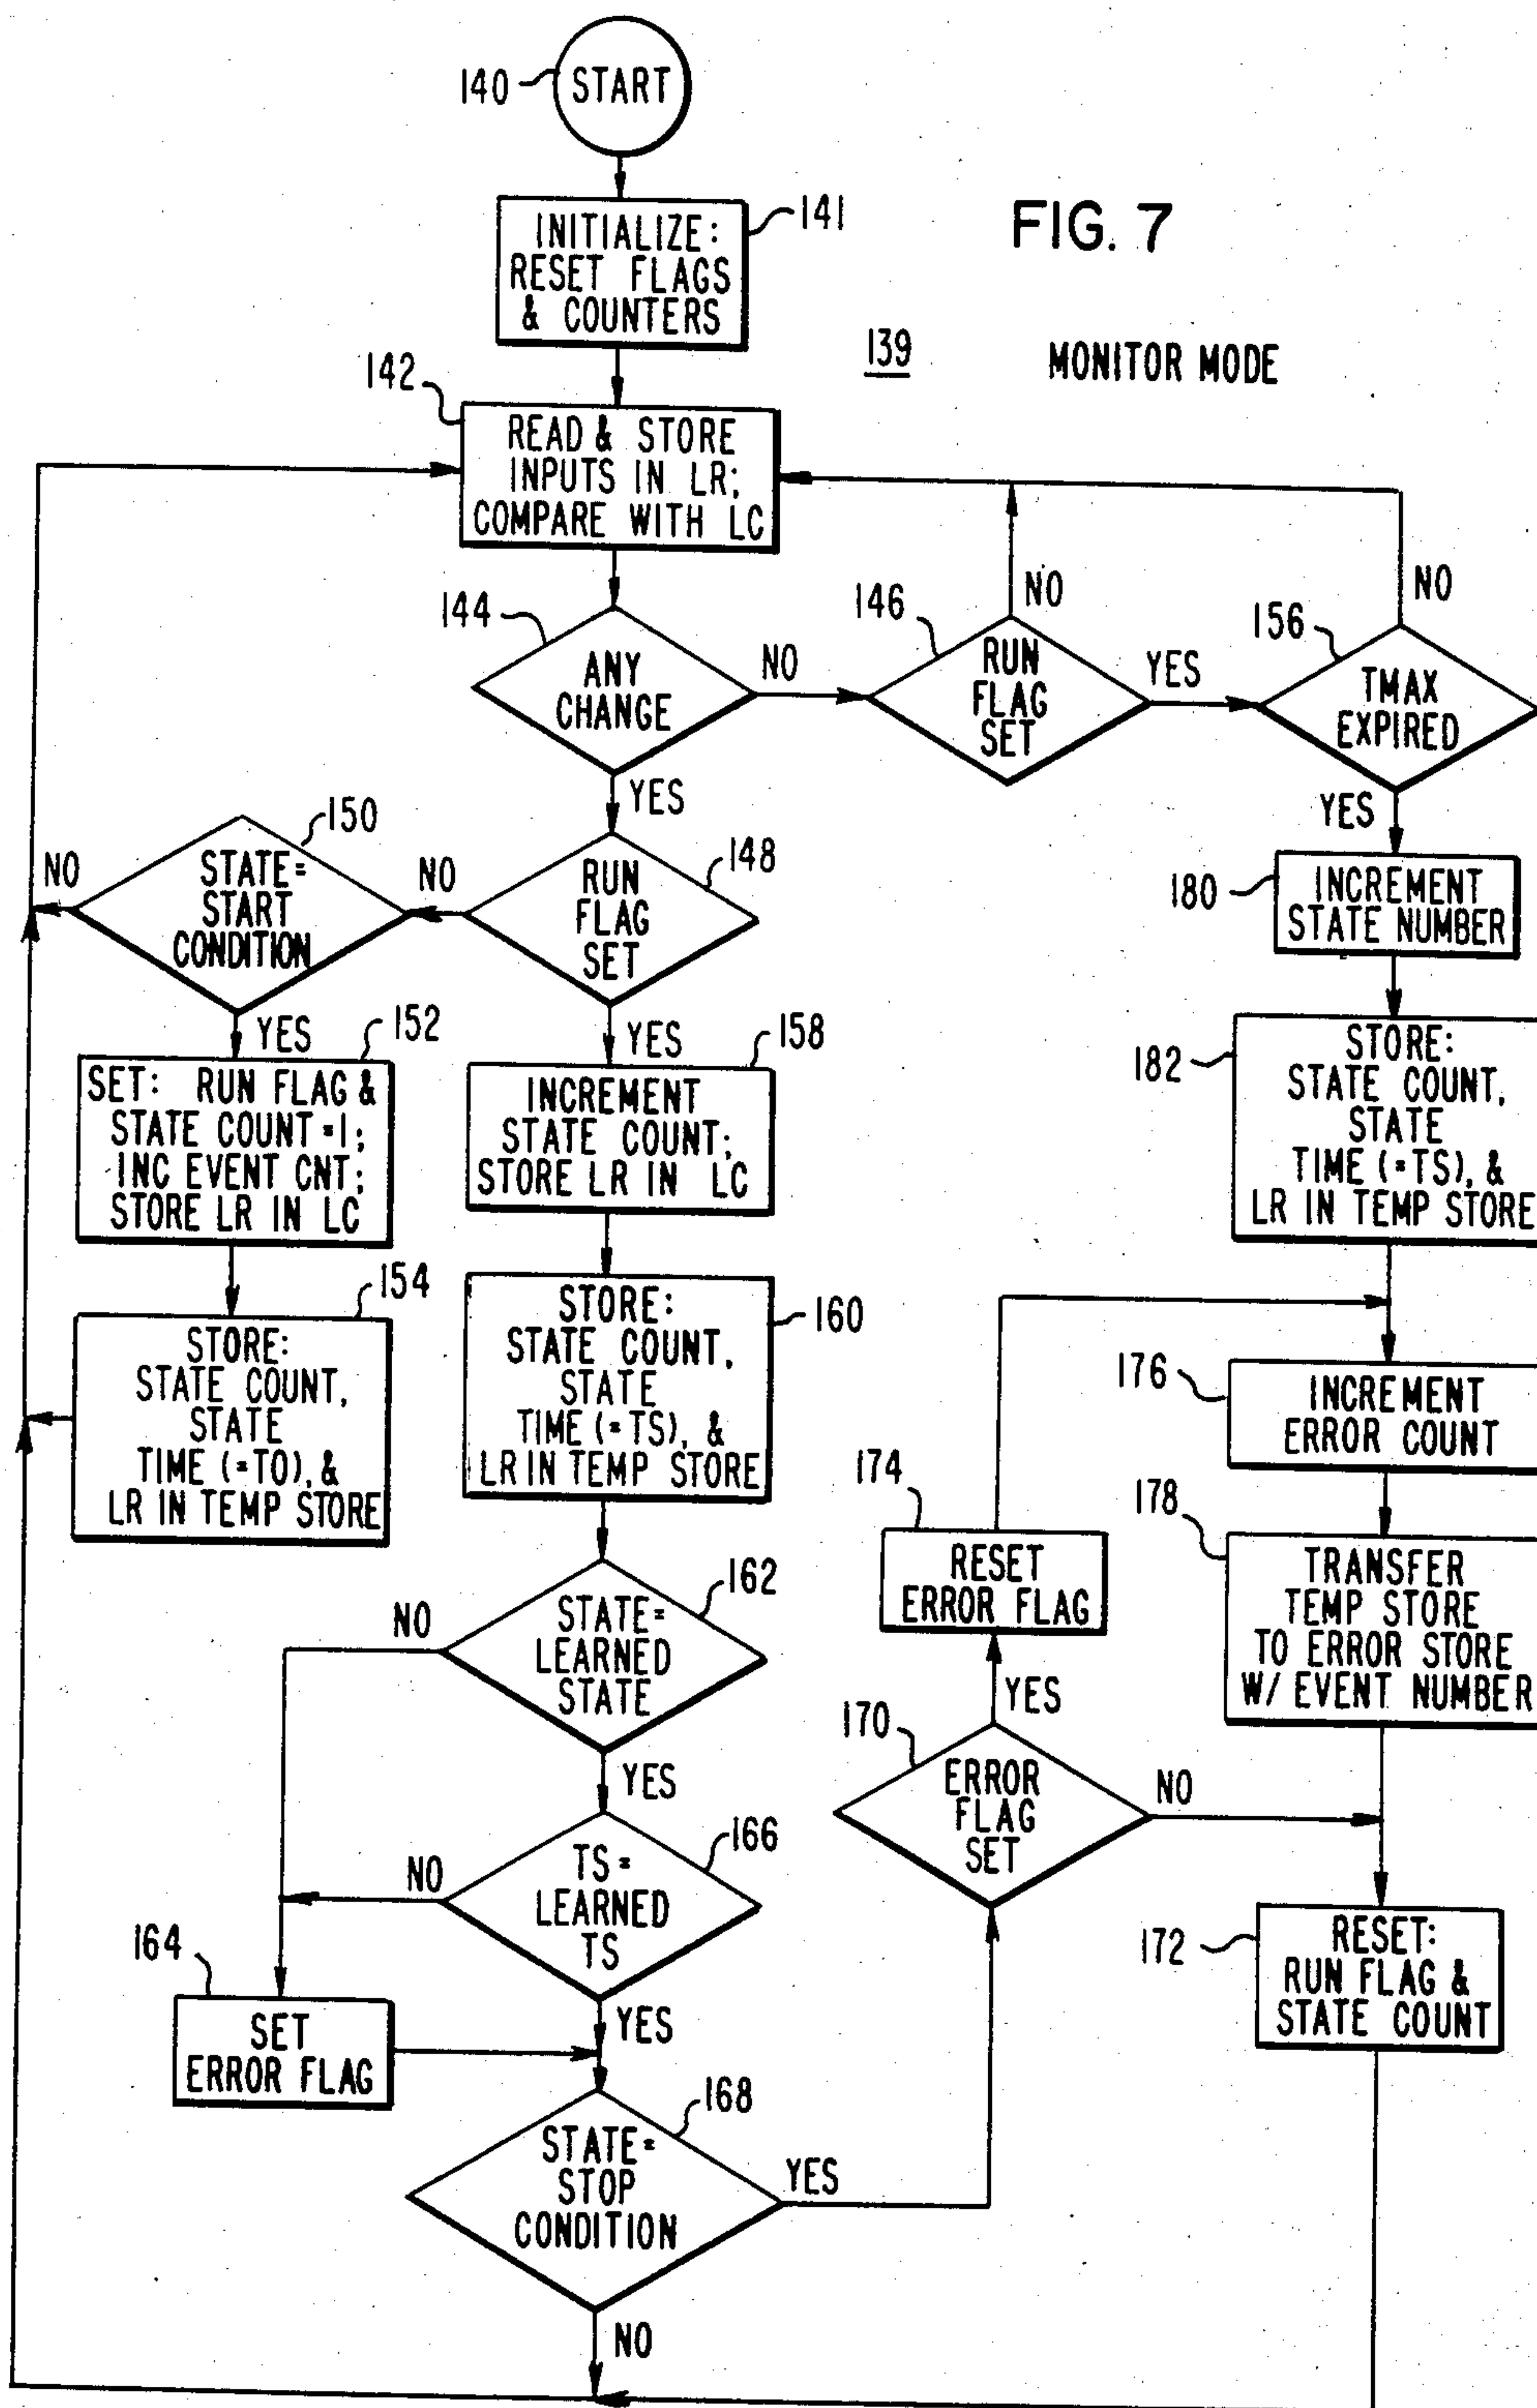 140
START
141
INITIALIZE:
RESET FLAGS
& COUNTERS
FIG. 7
139
MONITOR MODE
142
READ & STORE
INPUTS IN LR;
COMPARE WITH LC
144
ANY
CHANGE
NO
146
RUN
FLAG
SET
NO
YES
156
TMAX
EXPIRED
NO
YES
YES
150
STATE=
START
CONDITION
NO
NO
148
RUN
FLAG
SET
180
INCREMENT
STATE NUMBER
YES
152
SET: RUN FLAG &
STATE COUNT=1;
INC EVENT CNT;
STORE LR IN LC
YES
158
INCREMENT
STATE COUNT;
STORE LR IN LC
182
STORE:
STATE COUNT,
STATE
TIME (=TS), &
LR IN TEMP STORE
154
STORE:
STATE COUNT,
STATE
TIME (=TO), &
LR IN TEMP STORE
160
STORE:
STATE COUNT,
STATE
TIME (=TS), &
LR IN TEMP STORE
176
INCREMENT
ERROR COUNT
174
RESET
ERROR FLAG
178
TRANSFER
TEMP STORE
TO ERROR STORE
W/ EVENT NUMBER
162
STATE=
LEARNED
STATE
NO
YES
YES
170
ERROR
FLAG
SET
NO
166
TS=
LEARNED
TS
NO
YES
164
SET
ERROR FLAG
172
RESET:
RUN FLAG &
STATE COUNT
168
STATE=
STOP
CONDITION
YES
NO